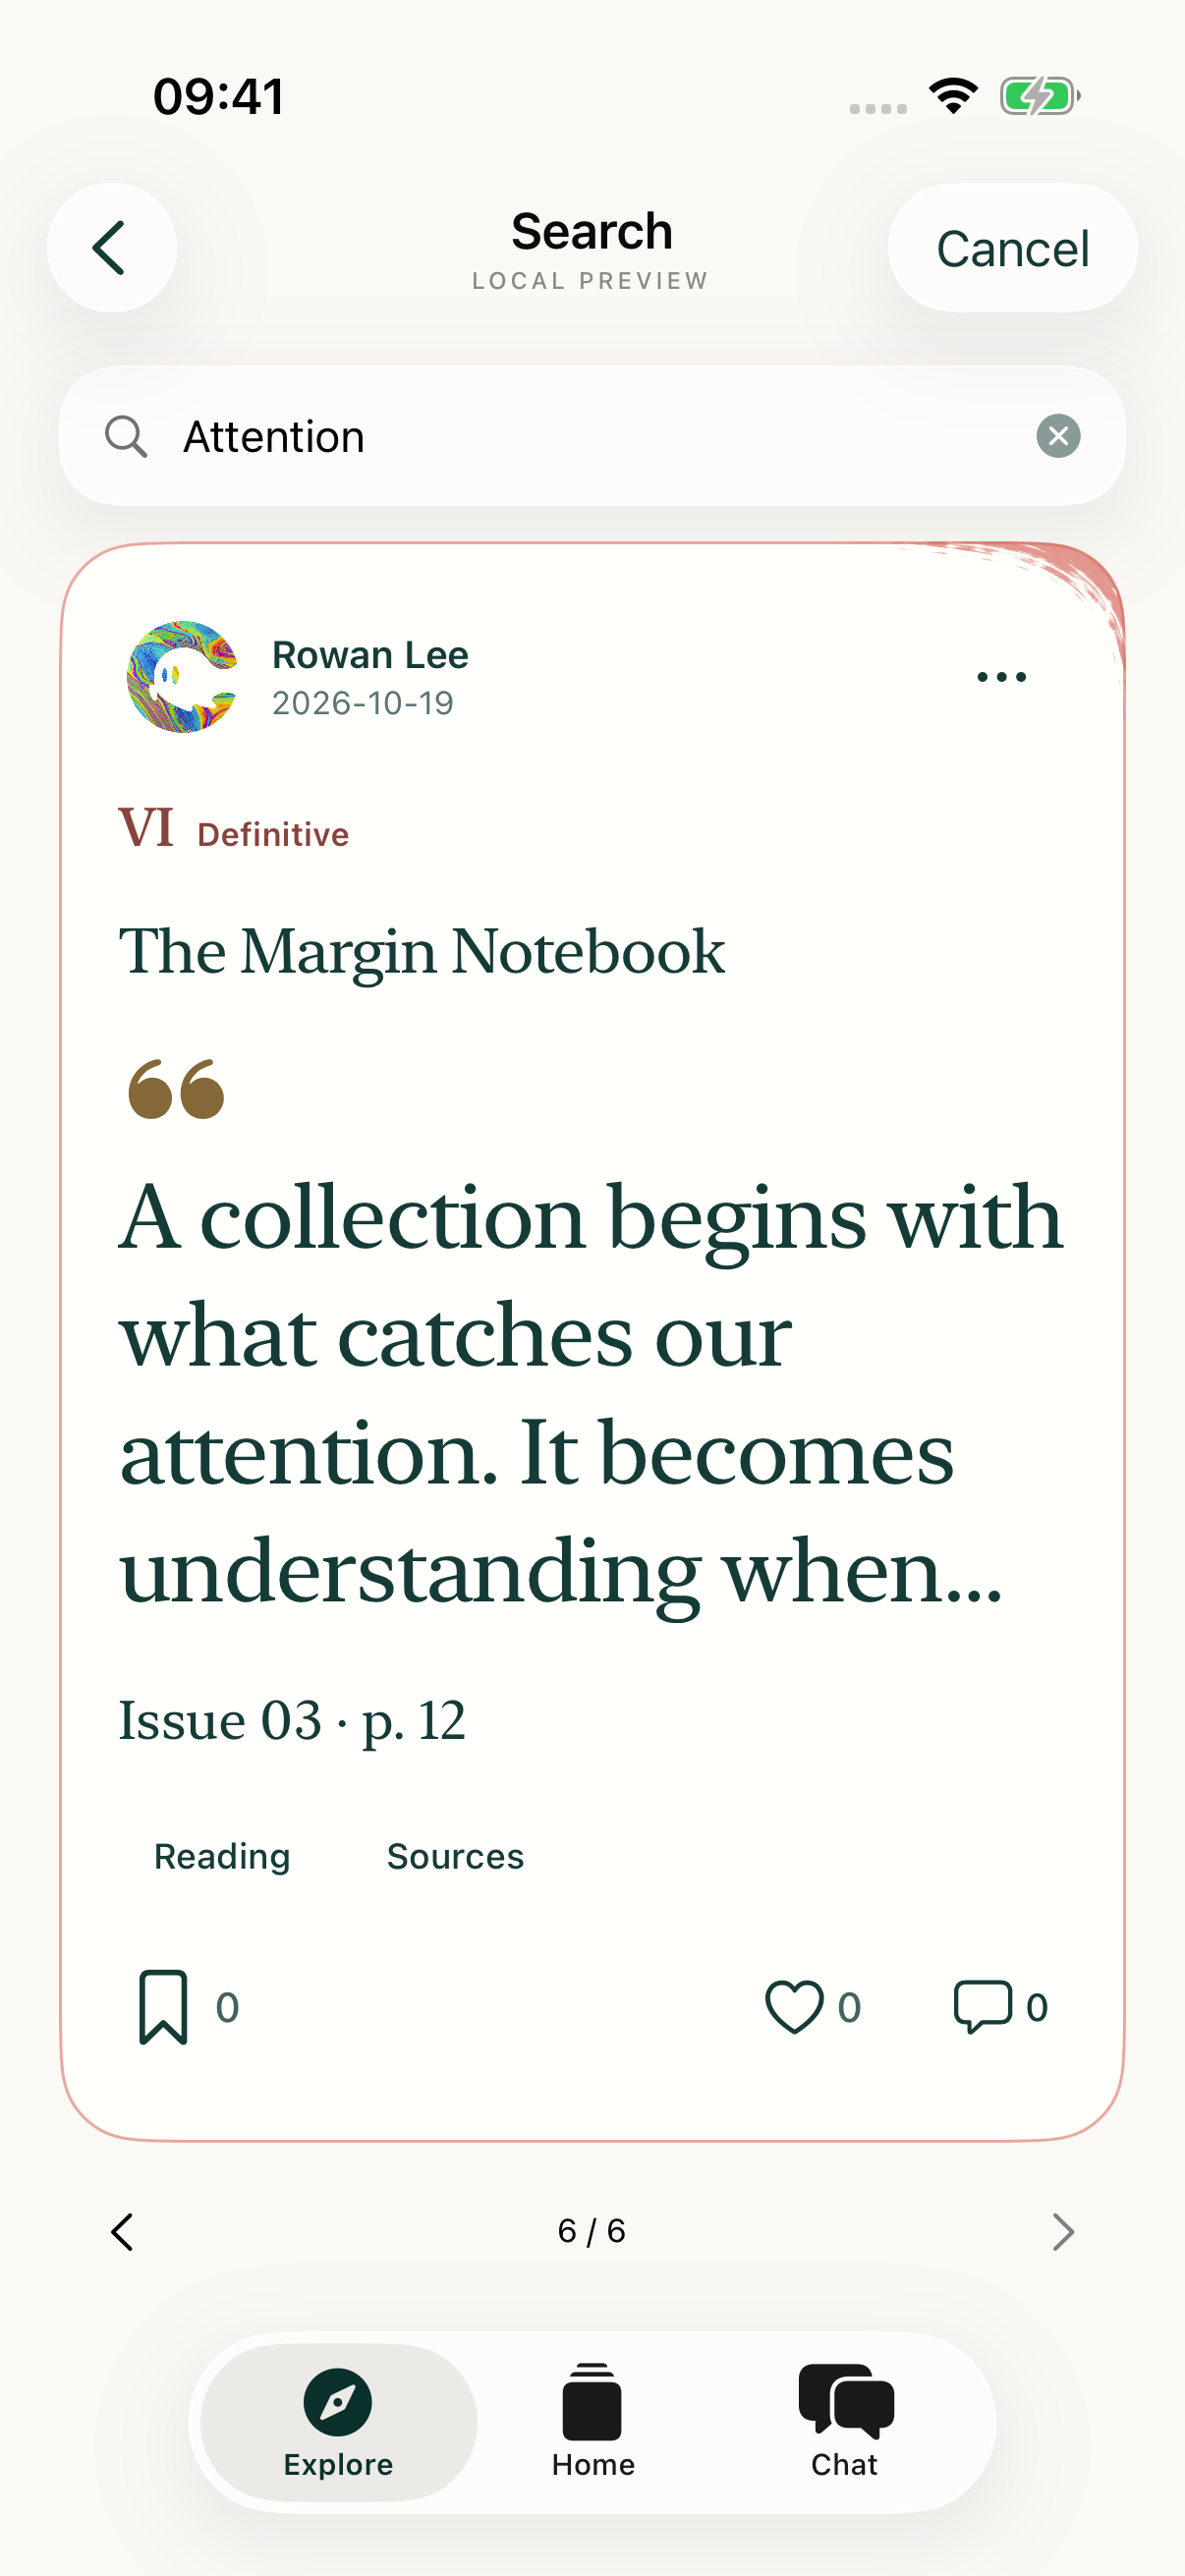 09:41
Search
LOCAL PREVIEW
Cancel
Attention
Rowan Lee
2026-10-19
VI Definitive
The Margin Notebook
“
A collection begins with
what catches our
attention. It becomes
understanding when...
Issue 03 · p. 12
Reading Sources
0 0 0
6 / 6
Explore Home Chat